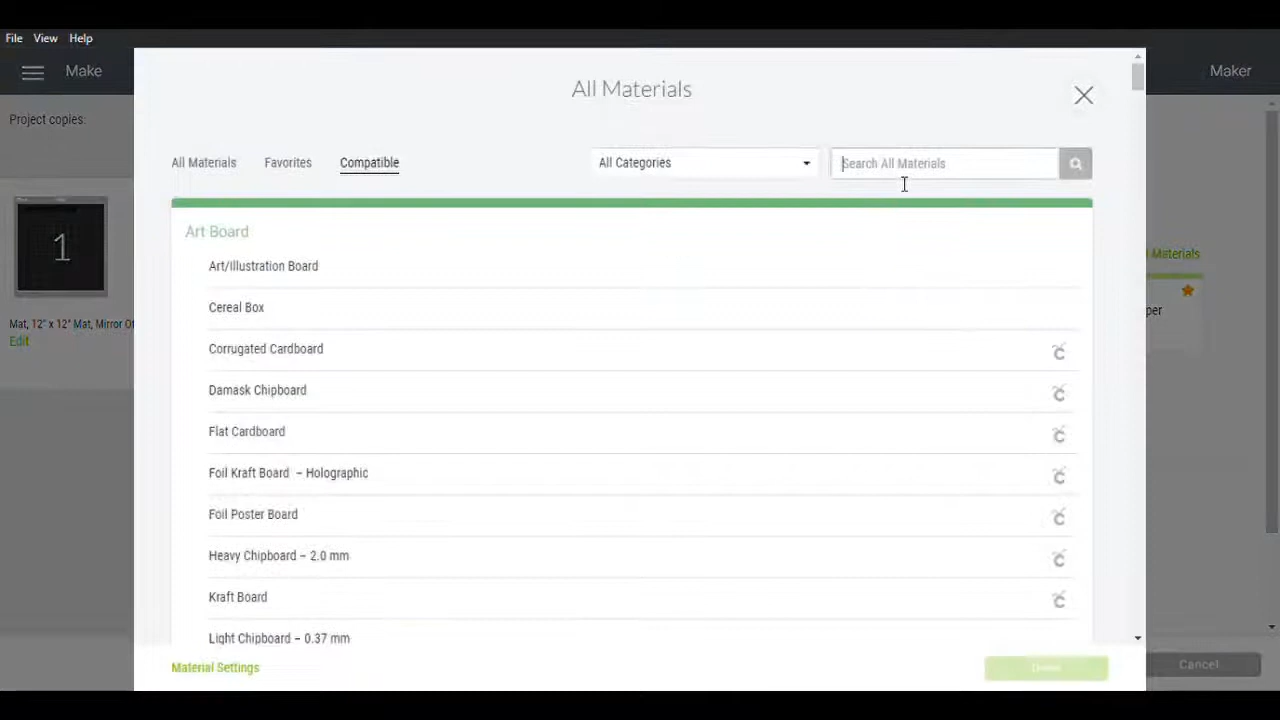 File View Help
Make
Maker
Project copies:
1
Mat, 12" x 12" Mat, Mirror
Edit
All Materials
All Materials Favorites Compatible
All Categories
Search All Materials
Art Board
Art/Illustration Board
Cereal Box
Corrugated Cardboard
Damask Chipboard
Flat Cardboard
Foil Kraft Board – Holographic
Foil Poster Board
Heavy Chipboard – 2.0 mm
Kraft Board
Light Chipboard – 0.37 mm
Material Settings
Done
Materials
Cancel